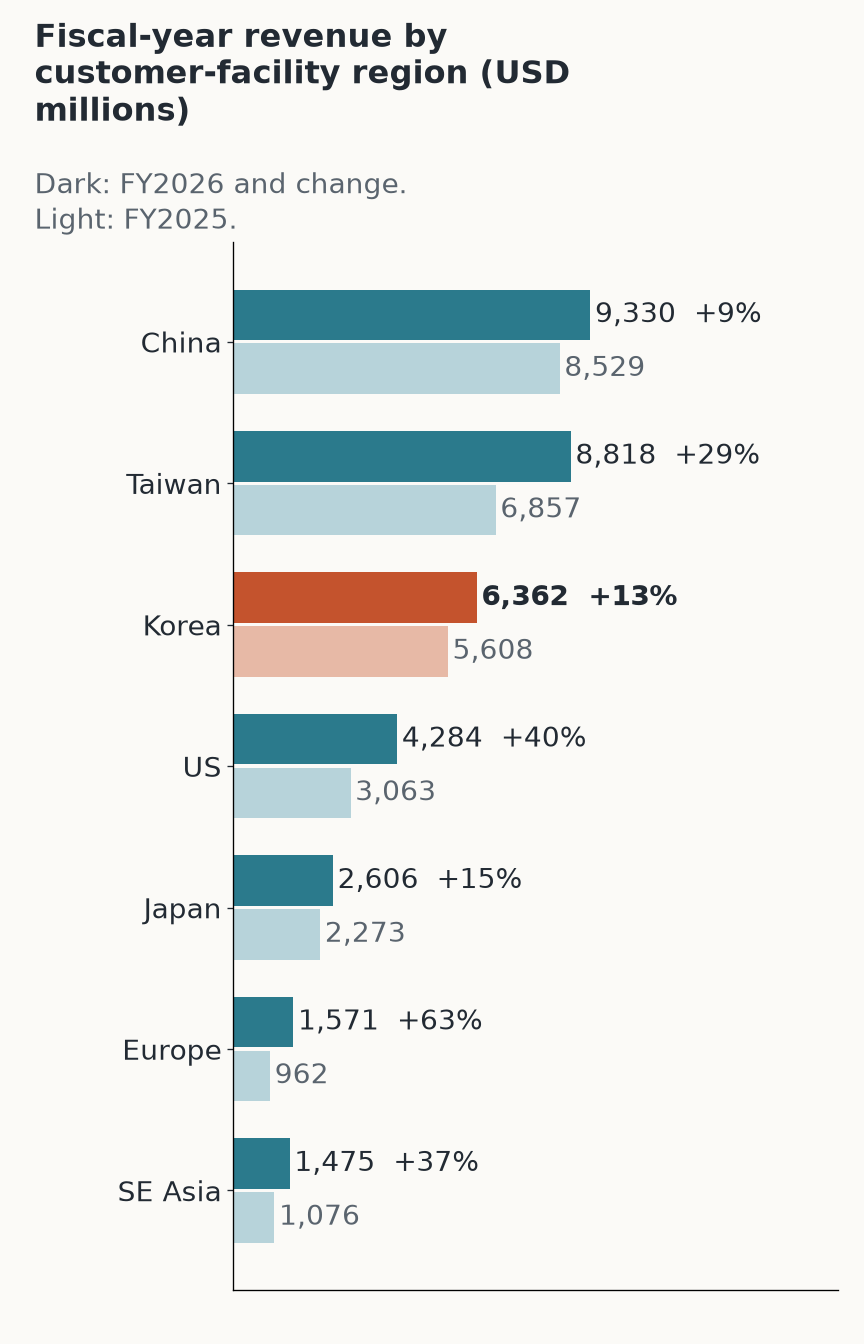 Fiscal-year revenue by
customer-facility region (USD
millions)
Dark: FY2026 and change.
Light: FY2025.
China
9,330 +9%
8,529
Taiwan
8,818 +29%
6,857
Korea
6,362 +13%
5,608
US
4,284 +40%
3,063
Japan
2,606 +15%
2,273
Europe
1,571 +63%
962
SE Asia
1,475 +37%
1,076